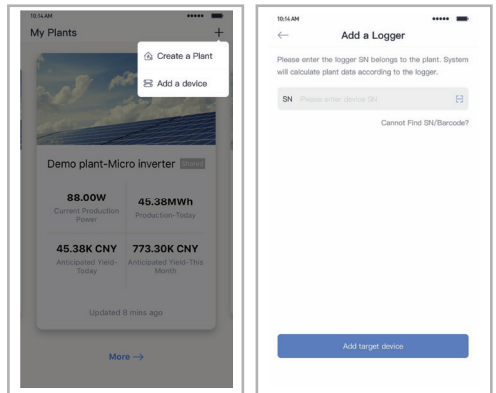 10:14 AM
My Plants
+
Create a Plant
Add a device
Demo plant-Micro inverter Shared
88.00W
Current Production
Power
45.38MWh
Production-Today
45.38K CNY
Anticipated Yield-
Today
773.30K CNY
Anticipated Yield-This
Month
Updated 8 mins ago
More →
10:14 AM
← Add a Logger
Please enter the logger SN belongs to the plant. System
will calculate plant data according to the logger.
SN Please enter device SN
Cannot Find SN/Barcode?
Add target device